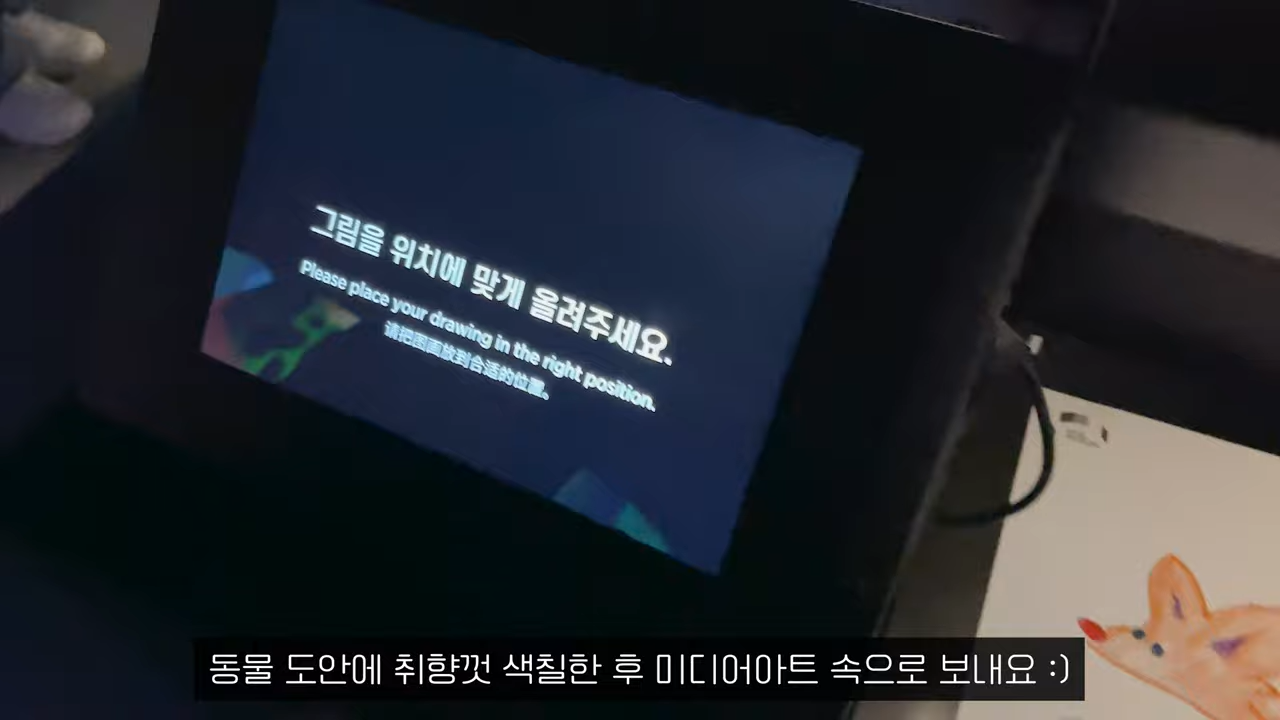 그림을 위치에 맞게 올려주세요.
Please place your drawing in the right position.
请把图画放到合适的位置。
동물 도안에 취향껏 색칠한 후 미디어아트 속으로 보내요 :)